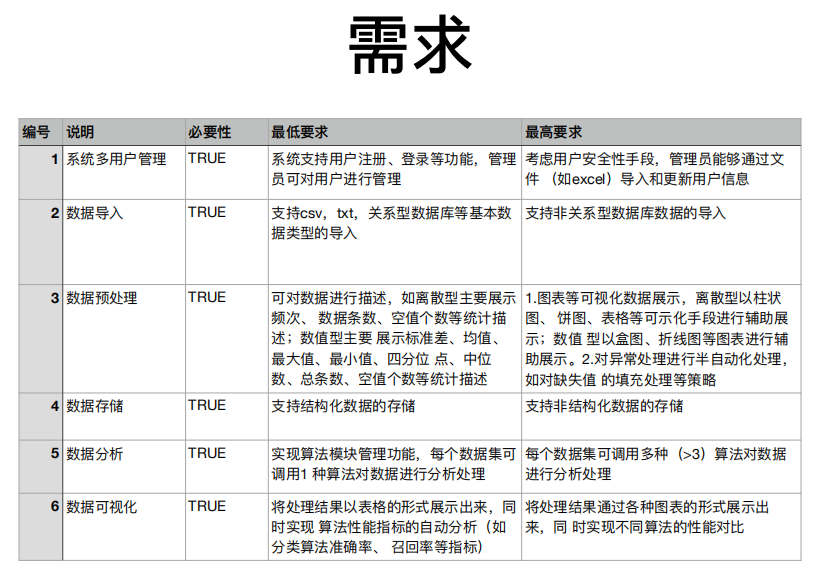 需求
编号 说明 必要性 最低要求 最高要求
1 系统多用户管理 TRUE 系统支持用户注册、登录等功能，管理 考虑用户安全性手段，管理员能够通过文
员可对用户进行管理 件 （如excel）导入和更新用户信息
2 数据导入 TRUE 支持csv，txt，关系型数据库等基本数 支持非关系型数据库数据的导入
据类型的导入
3 数据预处理 TRUE 可对数据进行描述，如离散型主要展示 1.图表等可视化数据展示，离散型以柱状
频次、 数据条数、空值个数等统计描 图、 饼图、表格等可示化手段进行辅助展
述；数值型主要 展示标准差、均值、 示；数值 型以盒图、折线图等图表进行辅
最大值、最小值、四分位 点、中位 助展示。2.对异常处理进行半自动化处理，
数、总条数、空值个数等统计描述 如对缺失值 的填充处理等策略
4 数据存储 TRUE 支持结构化数据的存储 支持非结构化数据的存储
5 数据分析 TRUE 实现算法模块管理功能，每个数据集可 每个数据集可调用多种（>3）算法对数据
调用1 种算法对数据进行分析处理 进行分析处理
6 数据可视化 TRUE 将处理结果以表格的形式展示出来，同 将处理结果通过各种图表的形式展示出
时实现 算法性能指标的自动分析（如 来，同 时实现不同算法的性能对比
分类算法准确率、 召回率等指标）